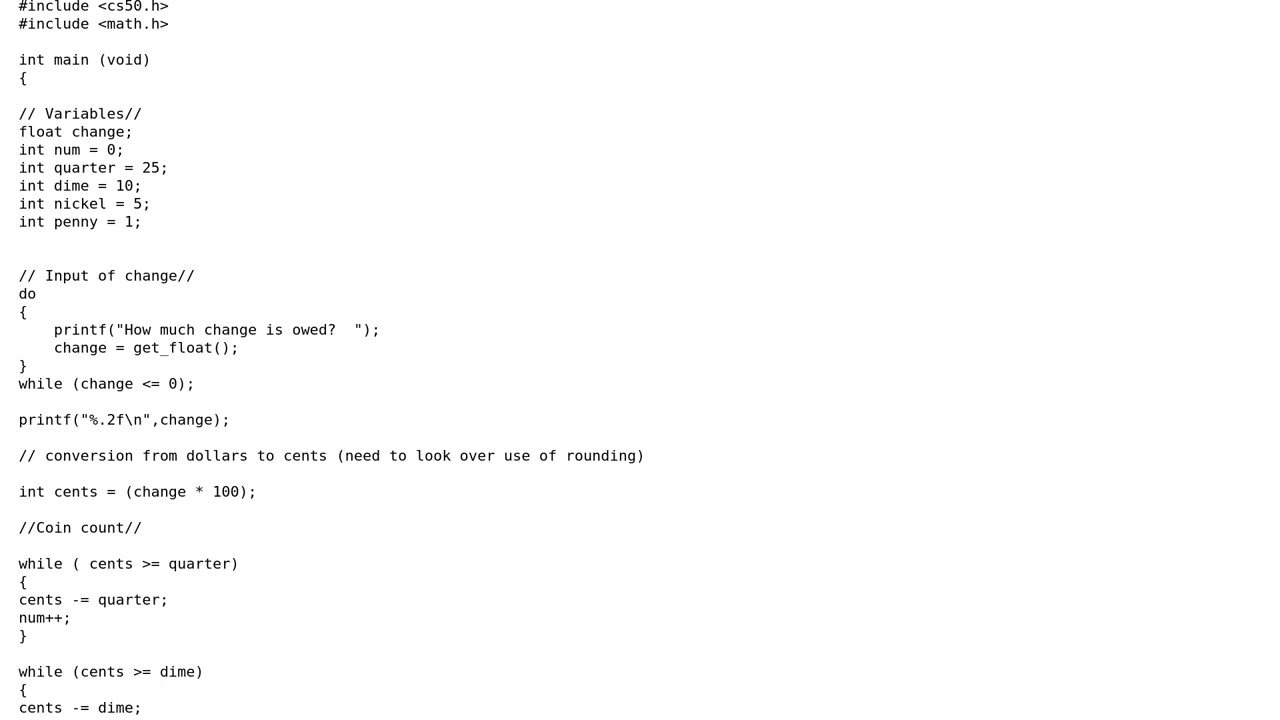 #include <cs50.h>
#include <math.h>
int main (void)
{
// Variables//
float change;
int num = 0;
int quarter = 25;
int dime = 10;
int nickel = 5;
int penny = 1;
// Input of change//
do
{
    printf("How much change is owed?  ");
    change = get_float();
}
while (change <= 0);
printf("%.2f\n",change);
// conversion from dollars to cents (need to look over use of rounding)
int cents = (change * 100);
//Coin count//
while ( cents >= quarter)
{
cents -= quarter;
num++;
}
while (cents >= dime)
{
cents -= dime;